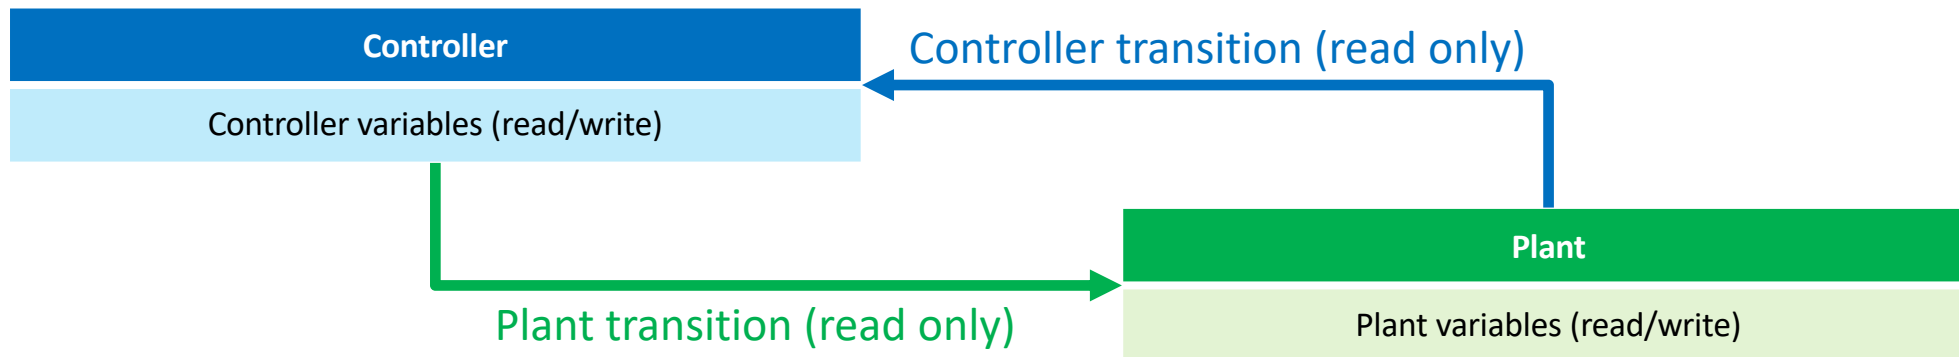 Controller
Controller transition (read only)
Controller variables (read/write)
Plant
Plant transition (read only)
Plant variables (read/write)